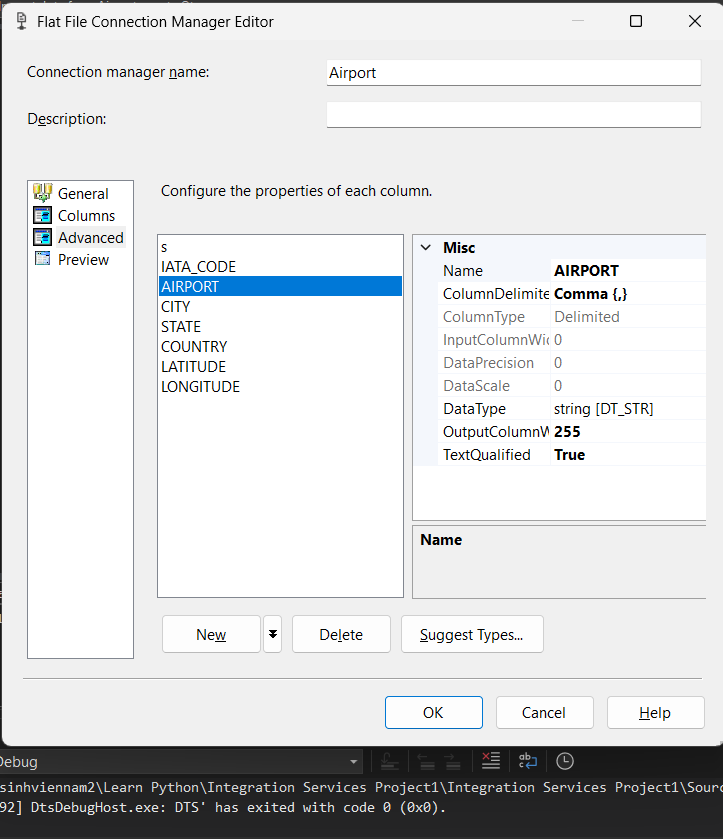 Flat File Connection Manager Editor
Connection manager name:
Airport
Description:
General
Columns
Advanced
Preview
Configure the properties of each column.
s
IATA_CODE
AIRPORT
CITY
STATE
COUNTRY
LATITUDE
LONGITUDE
Misc
Name AIRPORT
ColumnDelimite Comma {,}
ColumnType Delimited
InputColumnWi 0
DataPrecision 0
DataScale 0
DataType string [DT_STR]
OutputColumnW 255
TextQualified True
Name
New
Delete
Suggest Types...
OK
Cancel
Help
Debug
sinhviennam2\Learn Python\Integration Services Project1\Integration Services Project1\Sourc
92] DtsDebugHost.exe: DTS' has exited with code 0 (0x0).